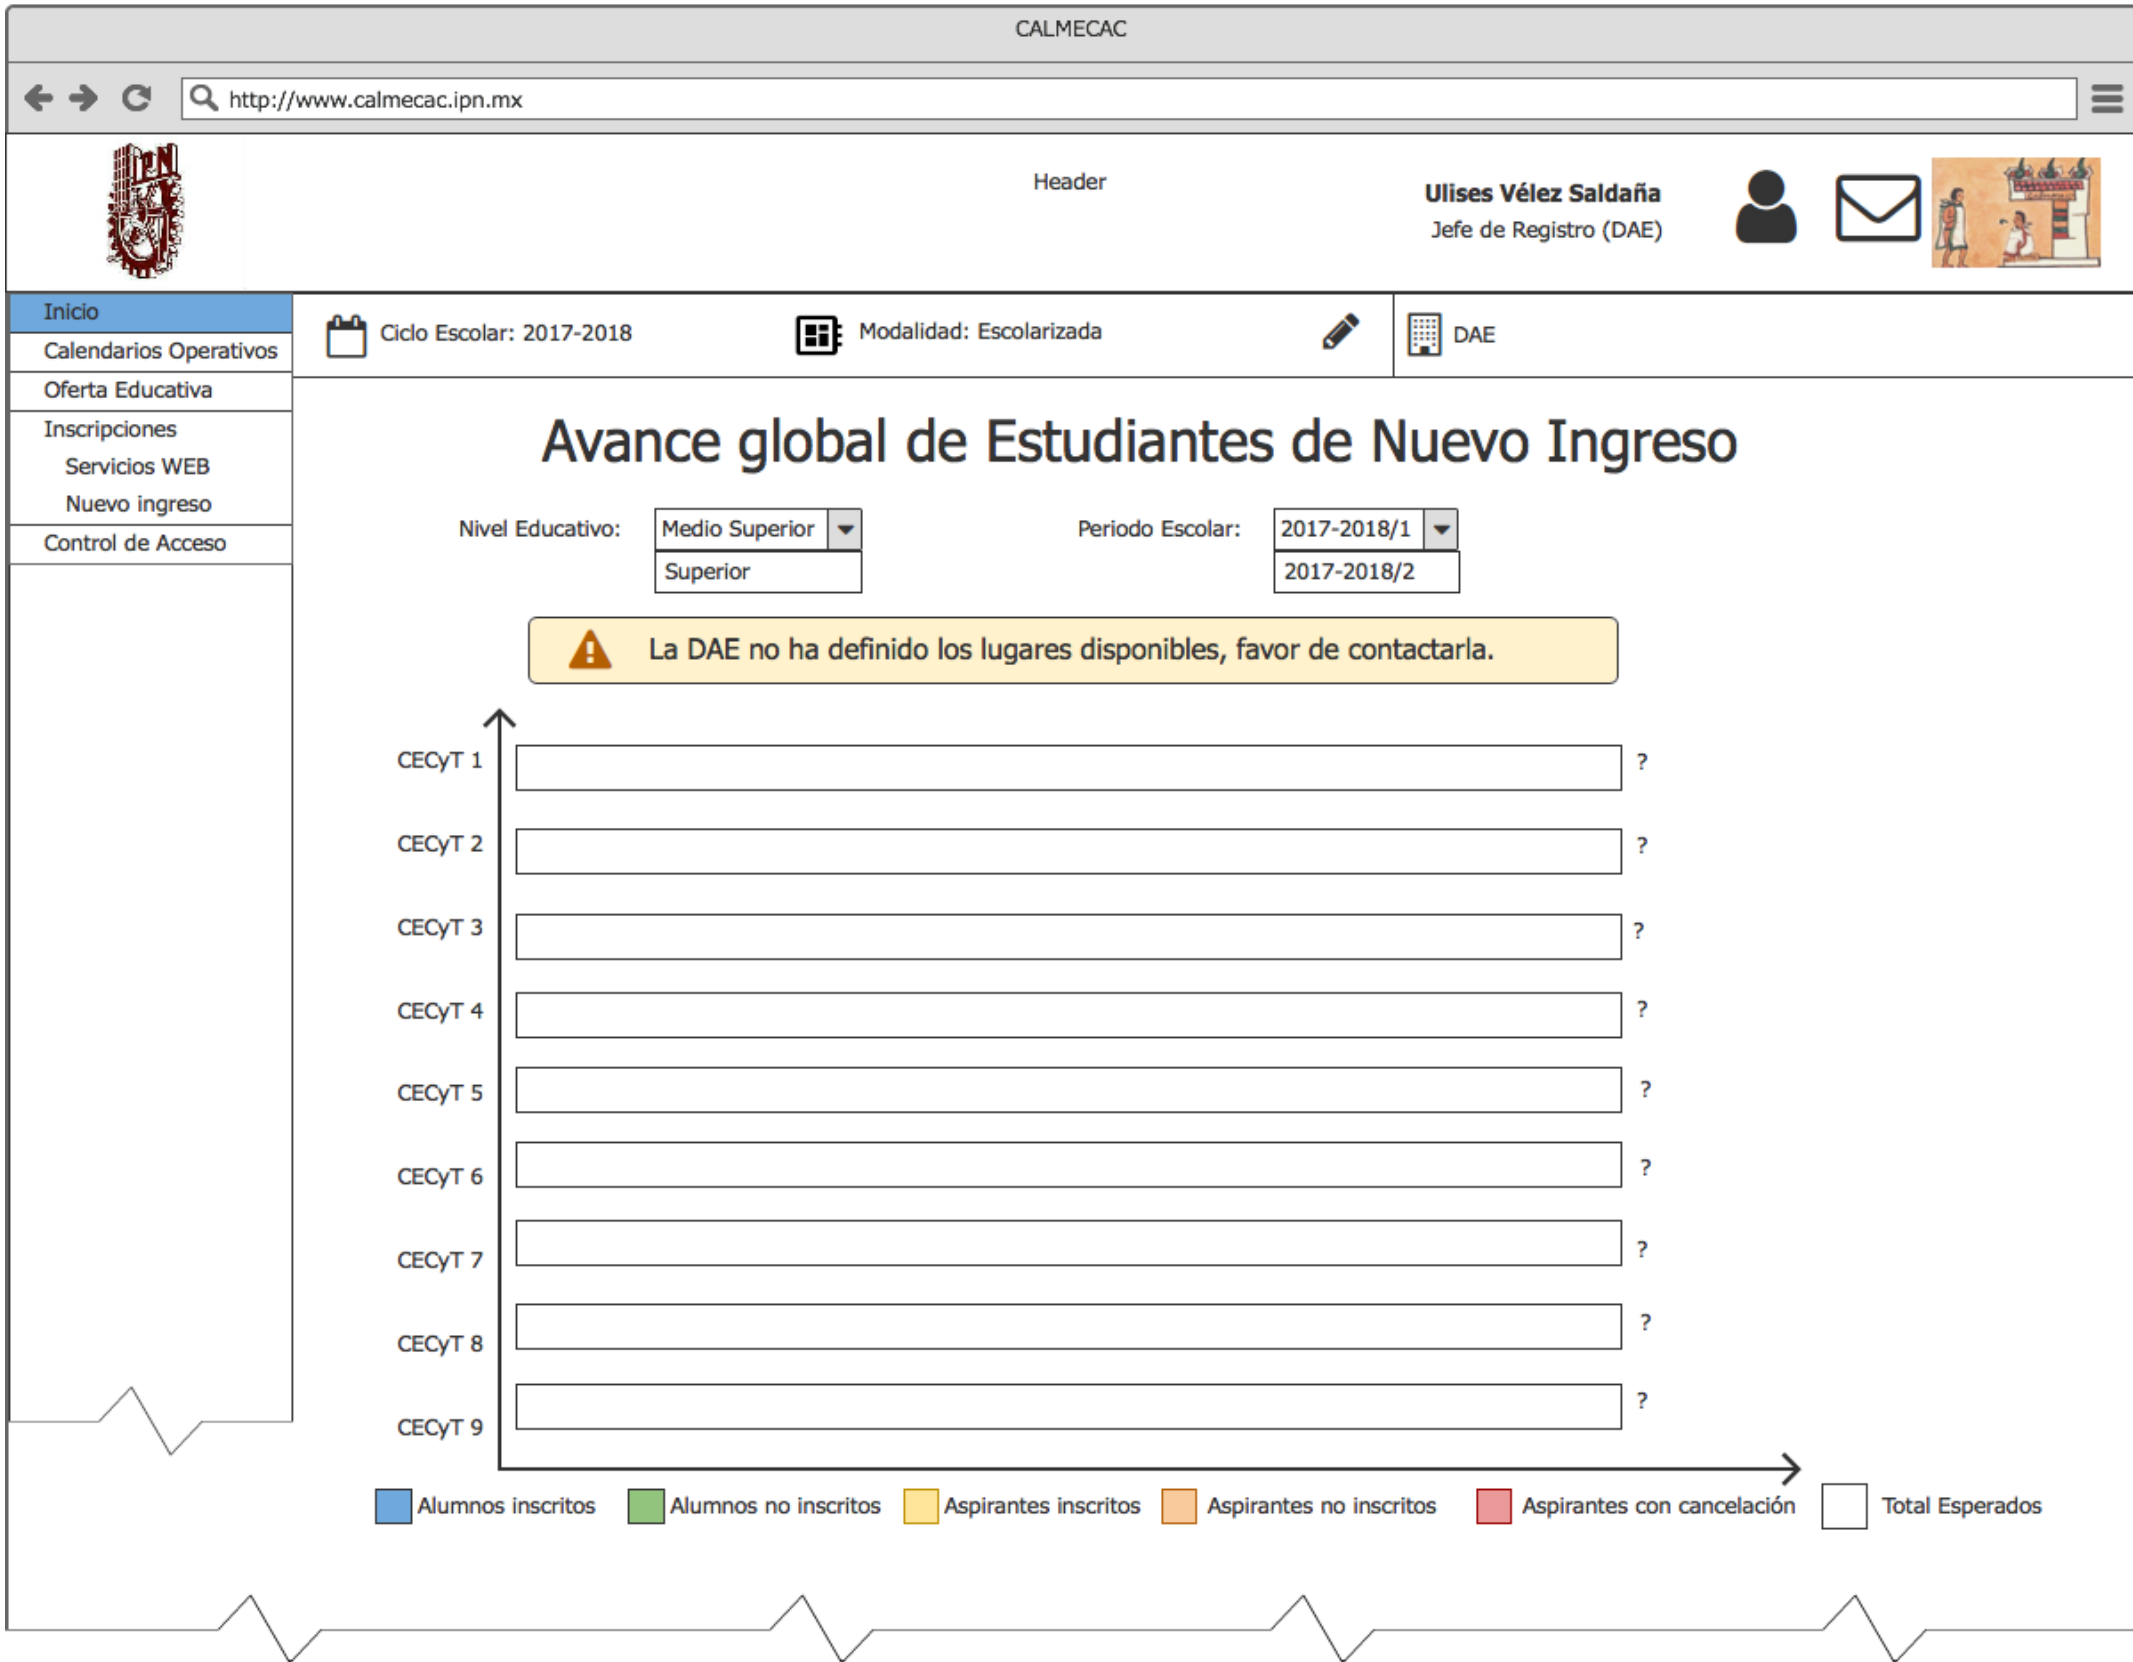 CALMECAC
http://www.calmecac.ipn.mx
IPN
Header
Ulises Vélez Saldaña
Jefe de Registro (DAE)
Inicio
Calendarios Operativos
Oferta Educativa
Inscripciones
Servicios WEB
Nuevo ingreso
Control de Acceso
Ciclo Escolar: 2017-2018
Modalidad: Escolarizada
DAE
Avance global de Estudiantes de Nuevo Ingreso
Nivel Educativo: Medio Superior
Superior
Periodo Escolar: 2017-2018/1
2017-2018/2
La DAE no ha definido los lugares disponibles, favor de contactarla.
CECyT 1 ?
CECyT 2 ?
CECyT 3 ?
CECyT 4 ?
CECyT 5 ?
CECyT 6 ?
CECyT 7 ?
CECyT 8 ?
CECyT 9 ?
Alumnos inscritos Alumnos no inscritos Aspirantes inscritos Aspirantes no inscritos Aspirantes con cancelación Total Esperados